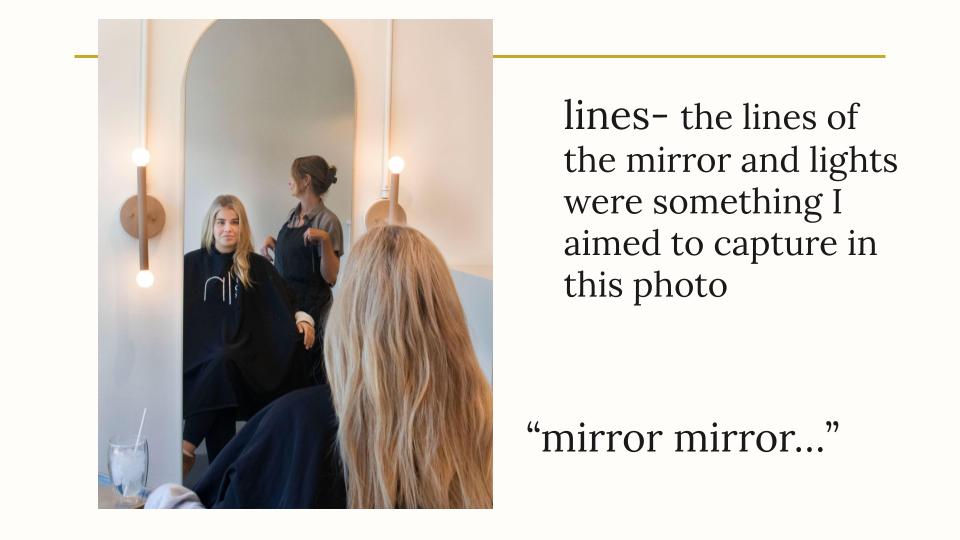 lines- the lines of
the mirror and lights
were something I
aimed to capture in
this photo
“mirror mirror...”